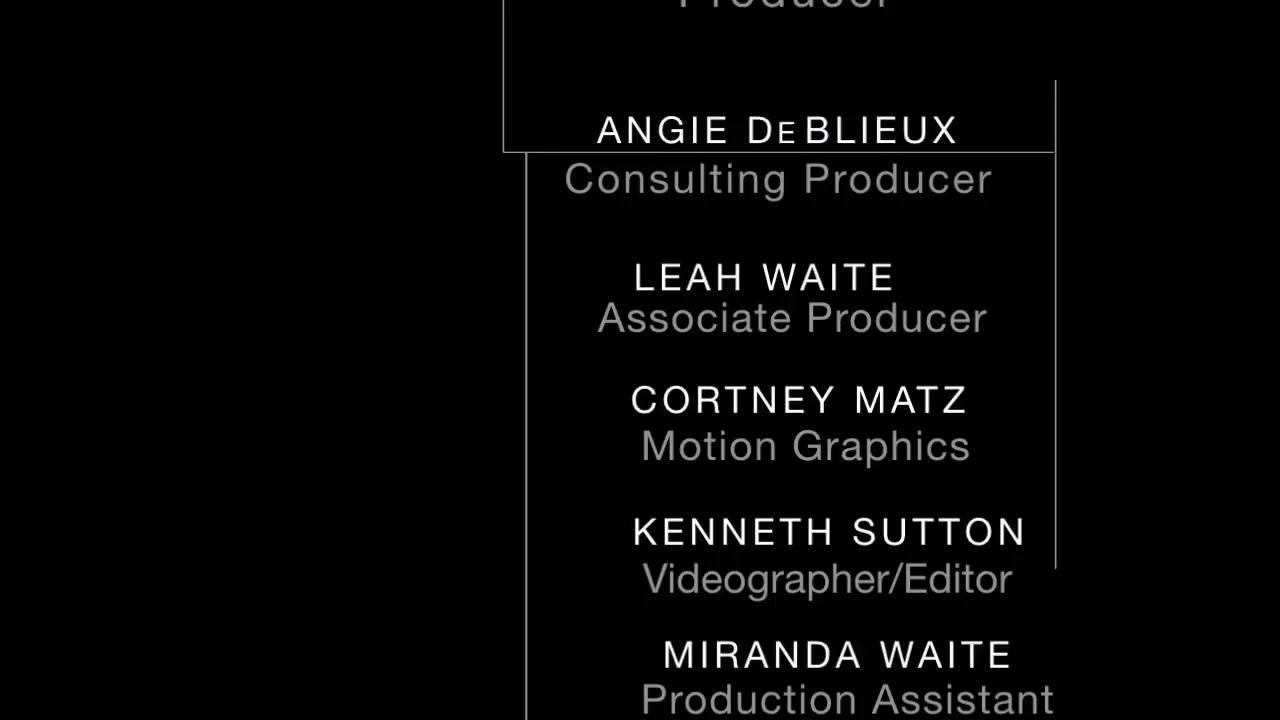 Producer
ANGIE DEBLIEUX
Consulting Producer
LEAH WAITE
Associate Producer
CORTNEY MATZ
Motion Graphics
KENNETH SUTTON
Videographer/Editor
MIRANDA WAITE
Production Assistant